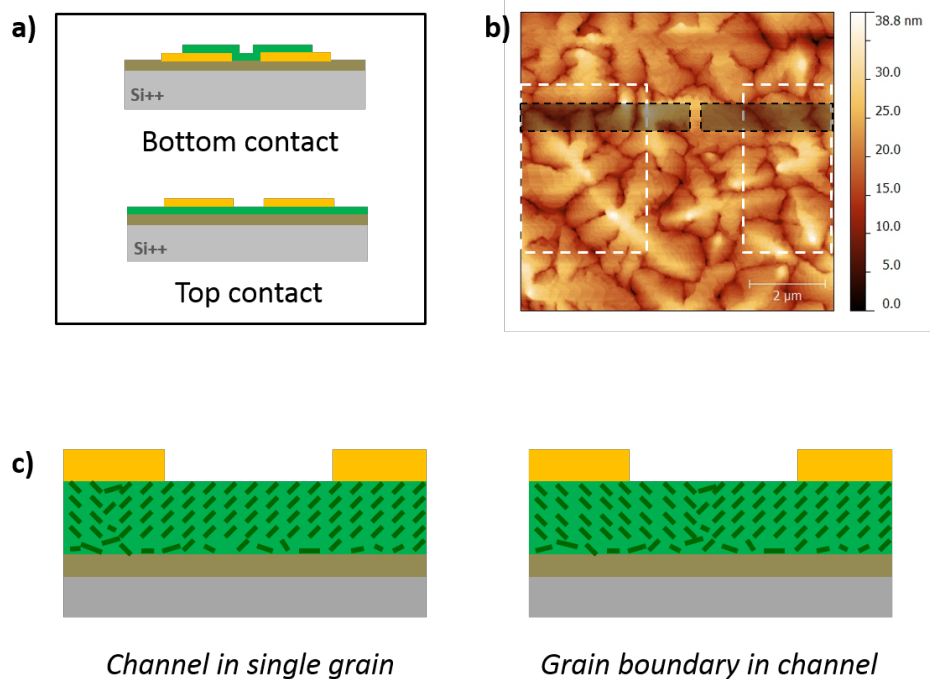 a)
Si++
Bottom contact
Si++
Top contact
b)
38.8 nm
30.0
25.0
20.0
15.0
10.0
5.0
0.0
2 μm
c)
Channel in single grain
Grain boundary in channel